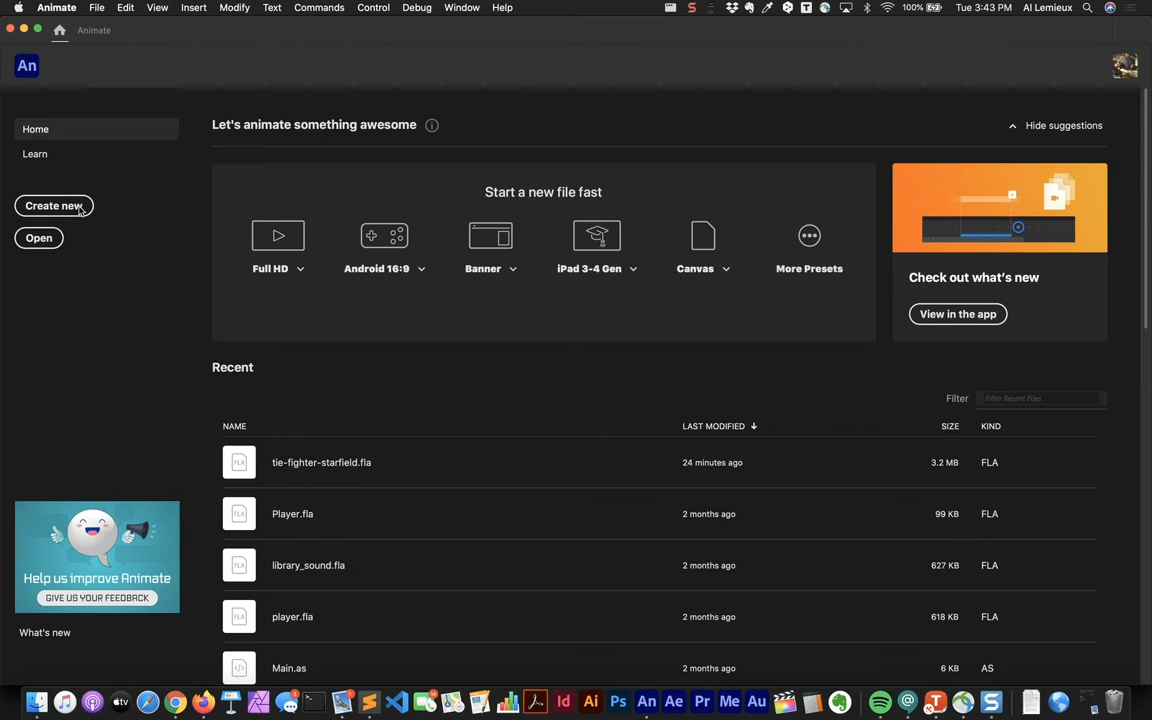 Animate File Edit View Insert Modify Text Commands Control Debug Window Help 100% Tue 3:43 PM Al Lemieux
Animate
An
Home
Learn
Create new
Open
Let's animate something awesome
Hide suggestions
Start a new file fast
Full HD Android 16:9 Banner iPad 3-4 Gen Canvas More Presets
Check out what's new
View in the app
Recent
Filter Filter Recent Files
NAME LAST MODIFIED SIZE KIND
FLA tie-fighter-starfield.fla 24 minutes ago 3.2 MB FLA
FLA Player.fla 2 months ago 99 KB FLA
FLA library_sound.fla 2 months ago 627 KB FLA
FLA player.fla 2 months ago 618 KB FLA
Main.as 2 months ago 6 KB AS
Help us improve Animate
GIVE US YOUR FEEDBACK
What's new
tv Id Ai Ps An Ae Pr Me Au